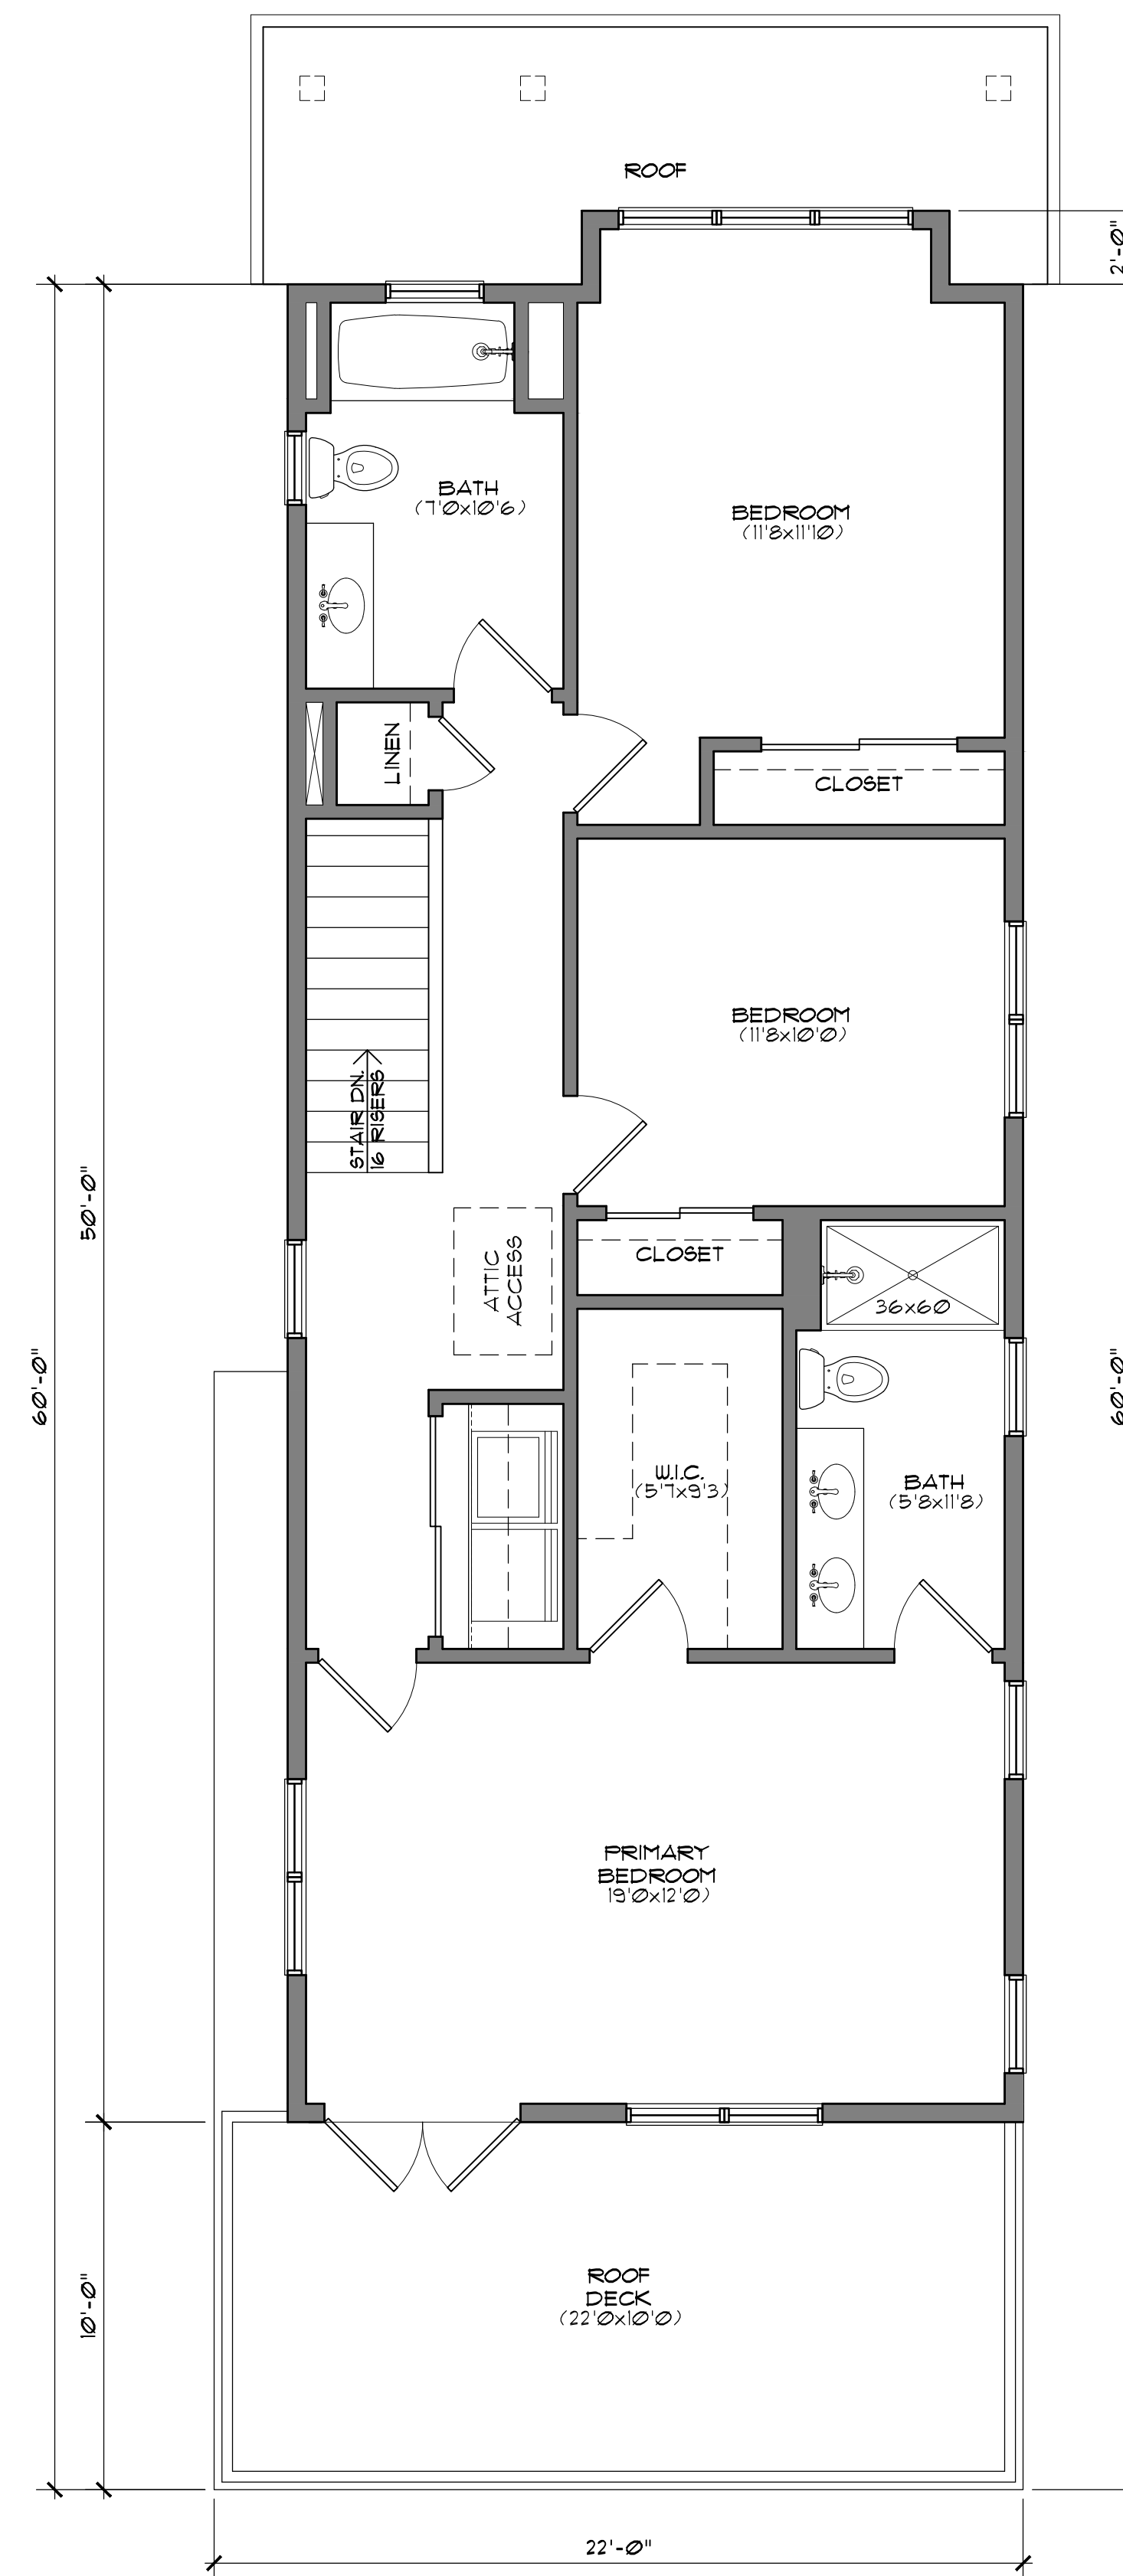 ROOF
2'-0"
BATH
(7'0x10'6)
BEDROOM
(11'8x11'10)
LINEN
CLOSET
BEDROOM
(11'8x10'0)
STAIR DN.
16 RISERS
50'-0"
ATTIC
ACCESS
CLOSET
36x60
60'-0"
60'-0"
W.I.C.
(5'7x9'3)
BATH
(5'8x11'8)
PRIMARY
BEDROOM
19'0x12'0)
ROOF
DECK
(22'0x10'0)
10'-0"
22'-0"